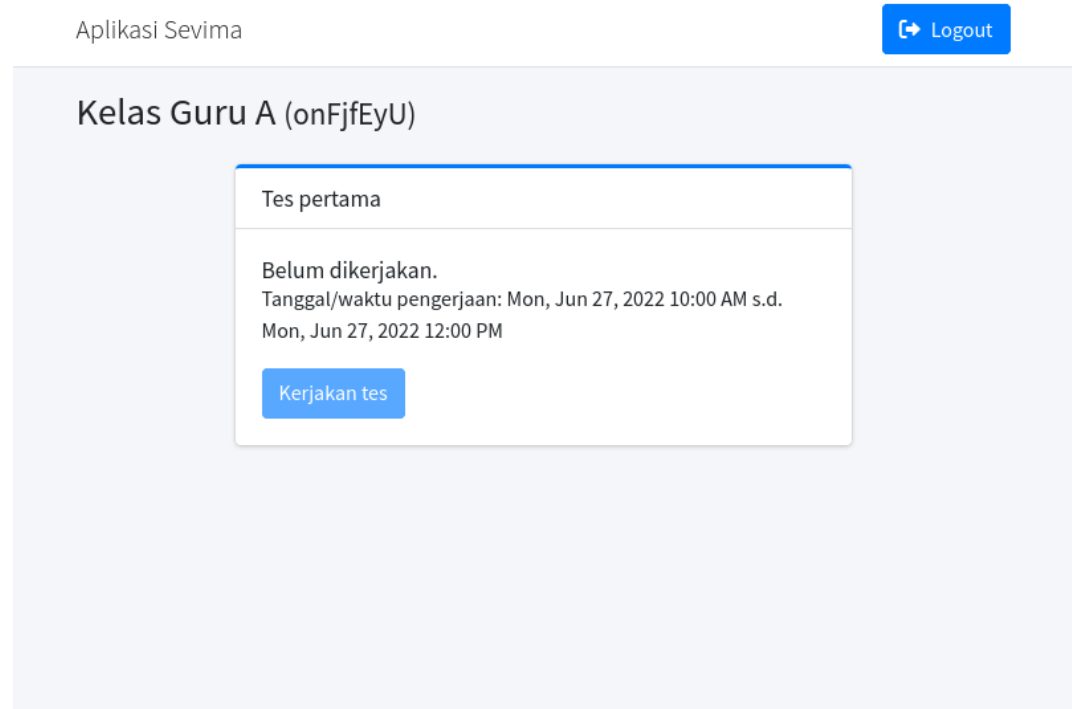 Aplikasi Sevima
Logout
Kelas Guru A (onFjfEyU)
Tes pertama
Belum dikerjakan.
Tanggal/waktu pengerjaan: Mon, Jun 27, 2022 10:00 AM s.d.
Mon, Jun 27, 2022 12:00 PM
Kerjakan tes